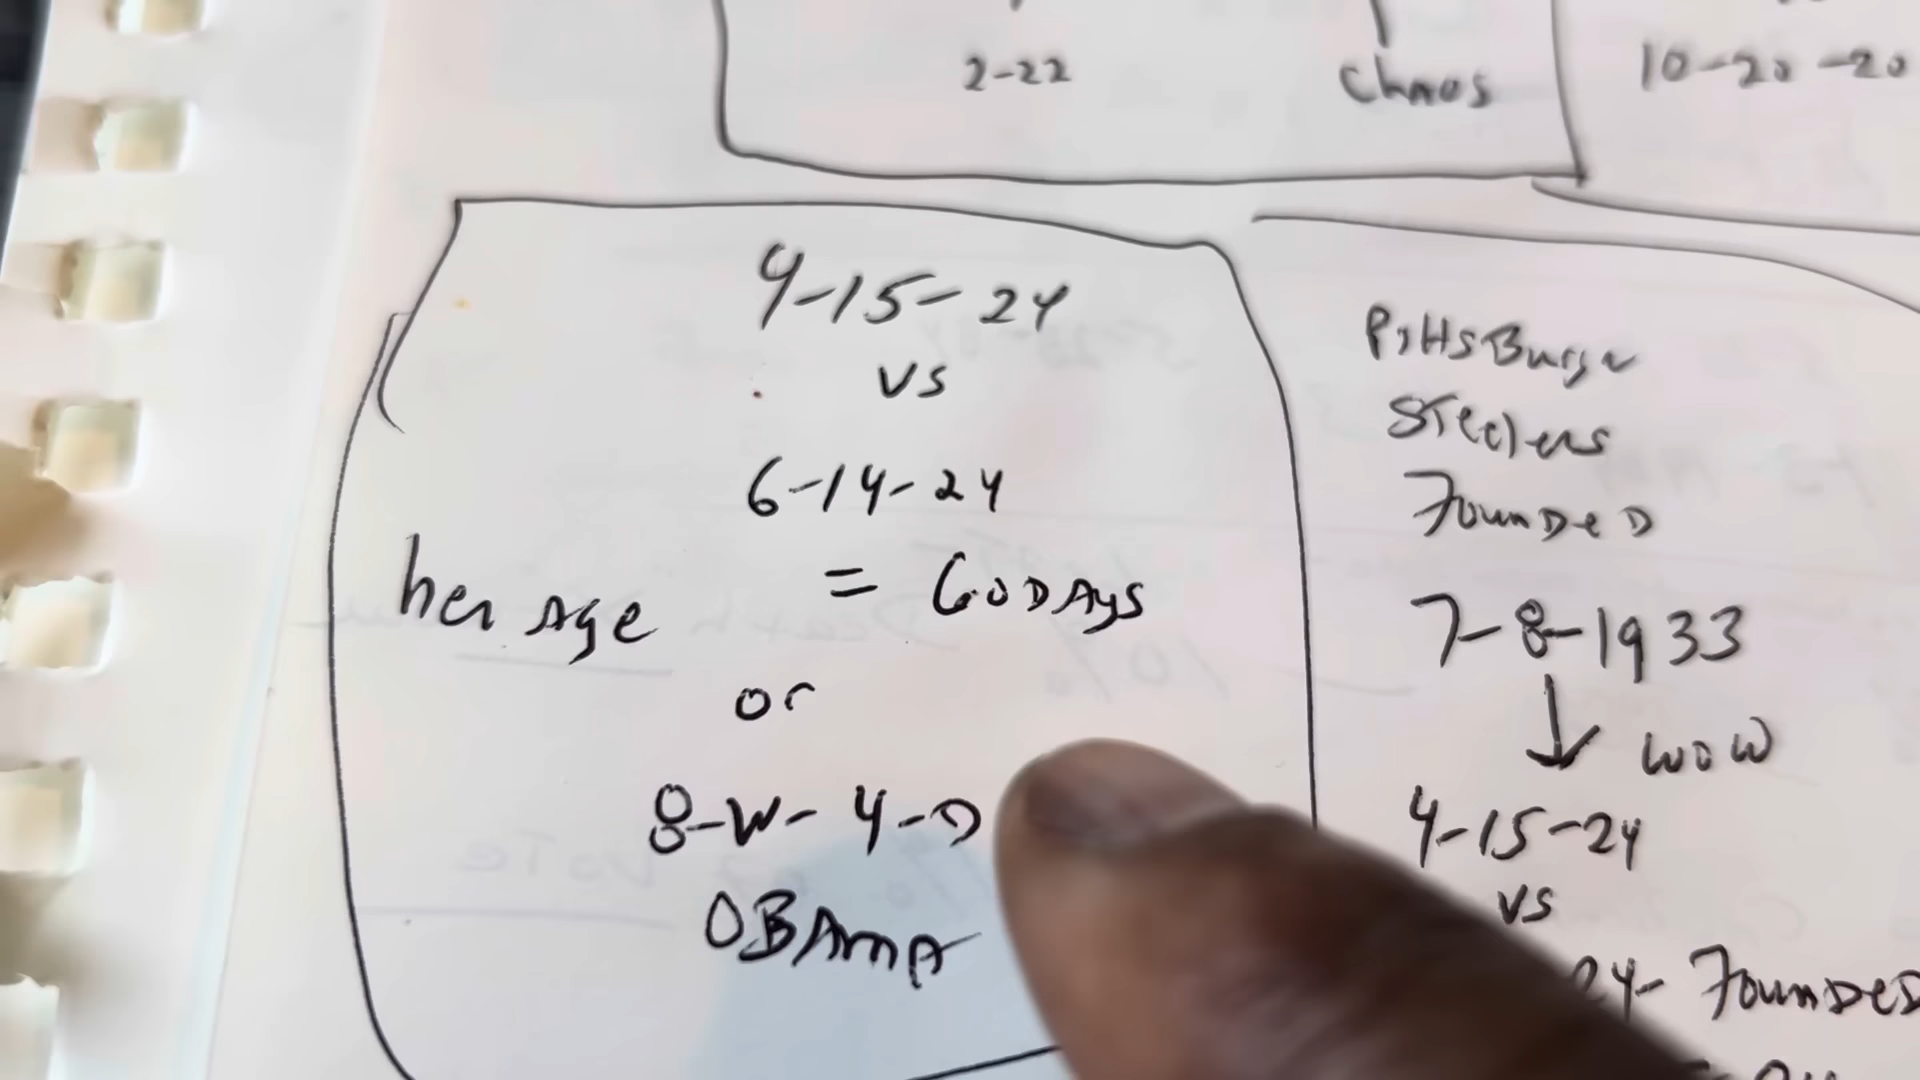 2-22
Chaos
10-20-20
4-15-24
vs
6-14-24
= 60 DAys
her Age
or
8-W-4-D
OBAmA
PittsBurgh
STeelers
FounDeD
7-8-1933
↓ WOW
4-15-24
VS
24- FounDeD